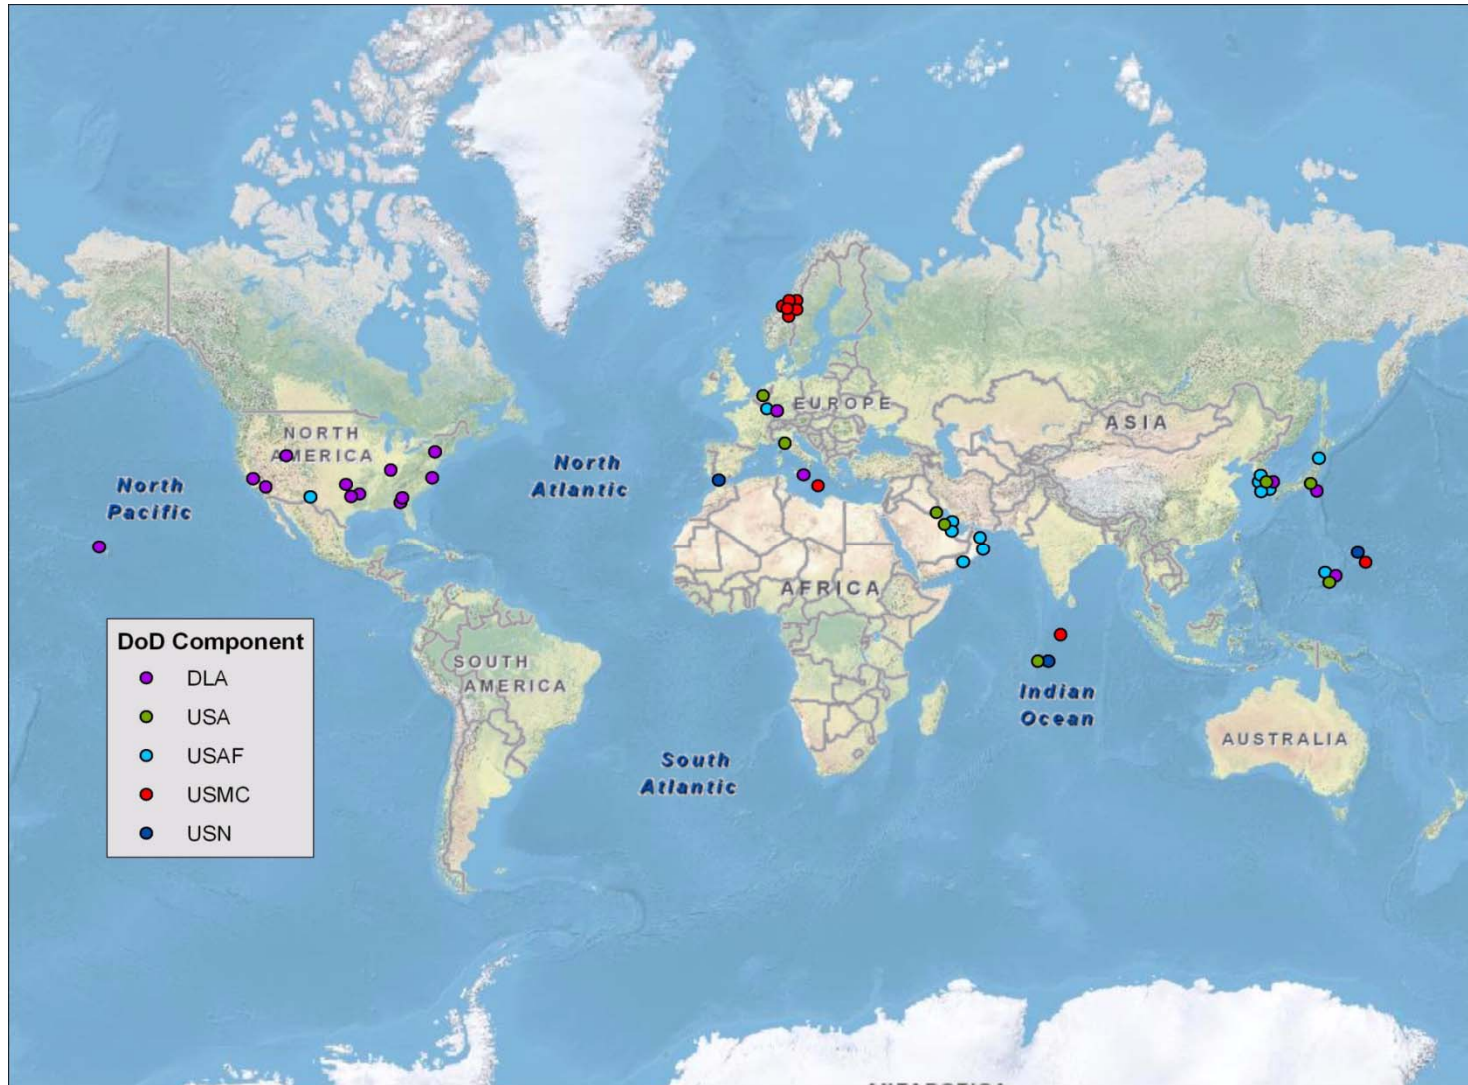 NORTH
AMERICA
EUROPE
ASIA
North
Atlantic
North
Pacific
AFRICA
DoD Component
DLA
USA
USAF
USMC
USN
SOUTH
AMERICA
Indian
Ocean
AUSTRALIA
South
Atlantic
ANTARCTICA